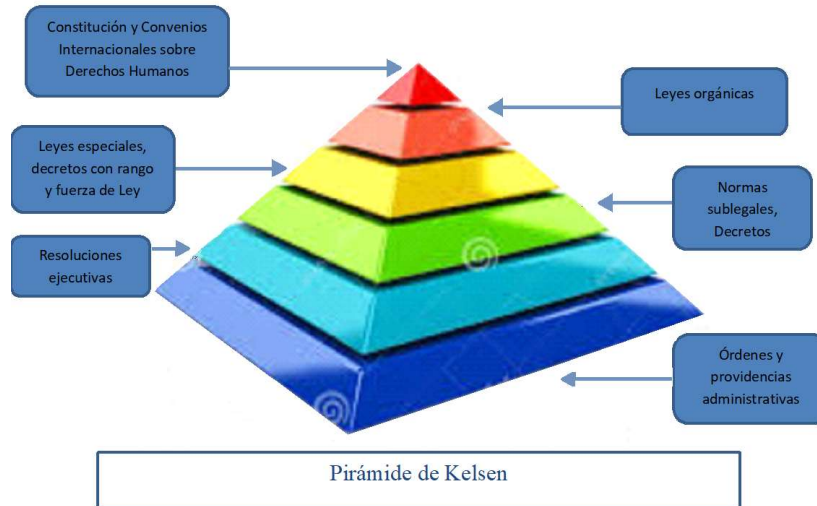 Constitución y Convenios
Internacionales sobre
Derechos Humanos
Leyes orgánicas
Leyes especiales,
decretos con rango
y fuerza de Ley
Normas
sublegales,
Decretos
Resoluciones
ejecutivas
Órdenes y
providencias
administrativas
Pirámide de Kelsen